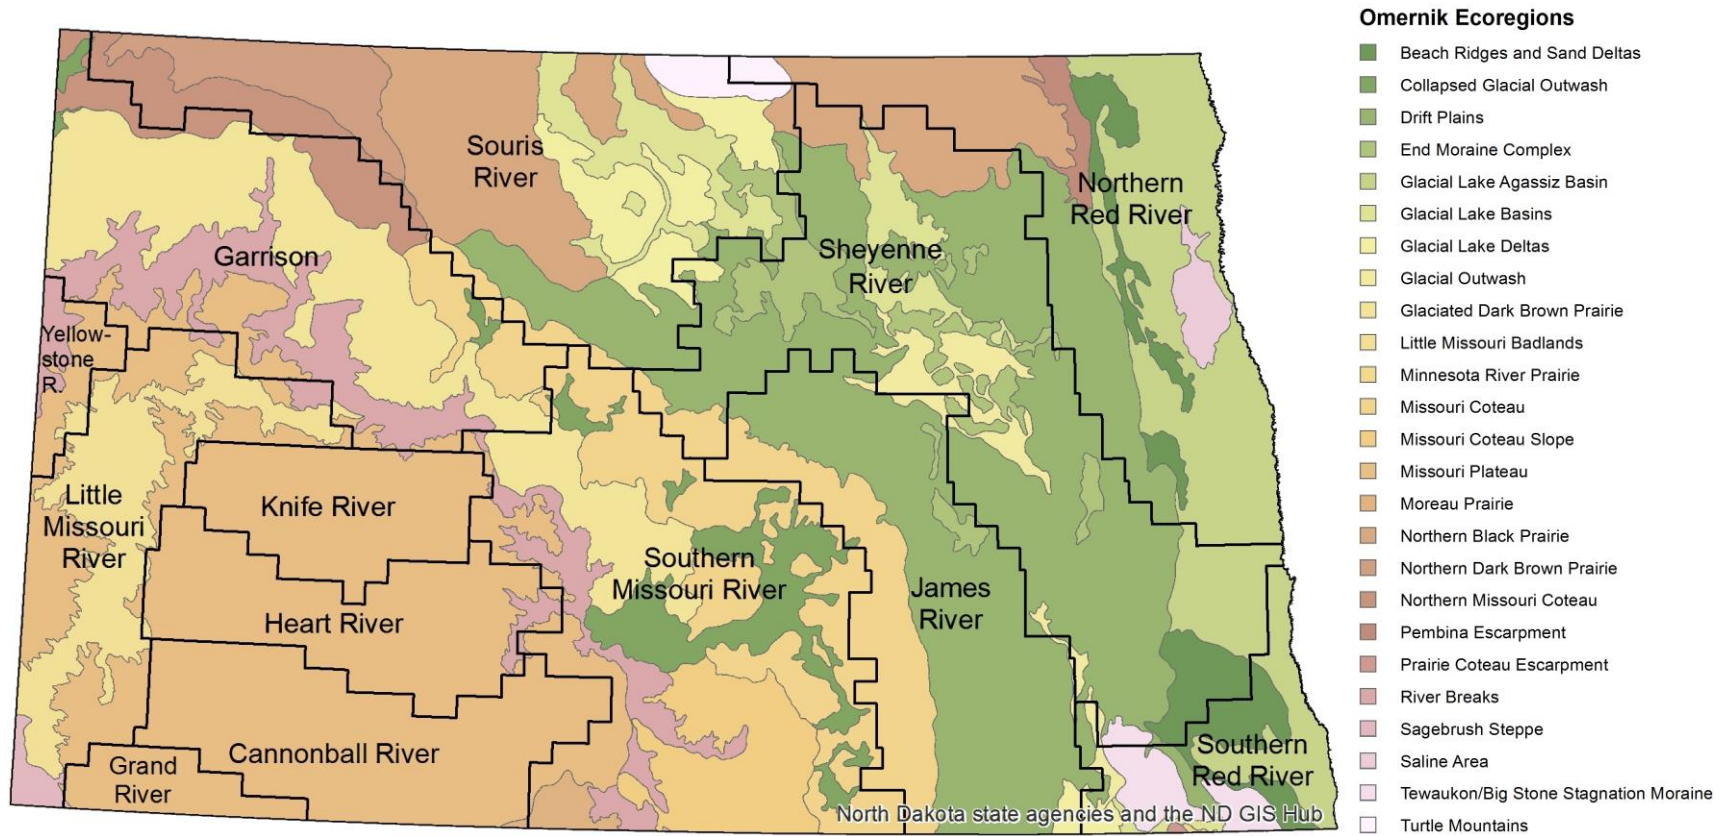 Omernik Ecoregions
Beach Ridges and Sand Deltas
Collapsed Glacial Outwash
Drift Plains
End Moraine Complex
Glacial Lake Agassiz Basin
Glacial Lake Basins
Glacial Lake Deltas
Glacial Outwash
Glaciated Dark Brown Prairie
Little Missouri Badlands
Minnesota River Prairie
Missouri Coteau
Missouri Coteau Slope
Missouri Plateau
Moreau Prairie
Northern Black Prairie
Northern Dark Brown Prairie
Northern Missouri Coteau
Pembina Escarpment
Prairie Coteau Escarpment
River Breaks
Sagebrush Steppe
Saline Area
Tewaukon/Big Stone Stagnation Moraine
Turtle Mountains
Souris
River
Northern
Red River
Garrison
Sheyenne
River
Yellow-
stone
R.
Little
Missouri
River
Knife River
Southern
Missouri River
James
River
Heart River
Cannonball River
Grand
River
Southern
Red River
North Dakota state agencies and the ND GIS Hub